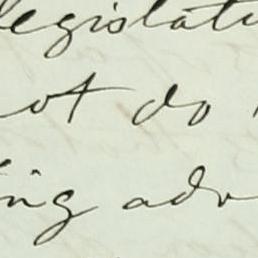 legislatu
ot do
ing adv